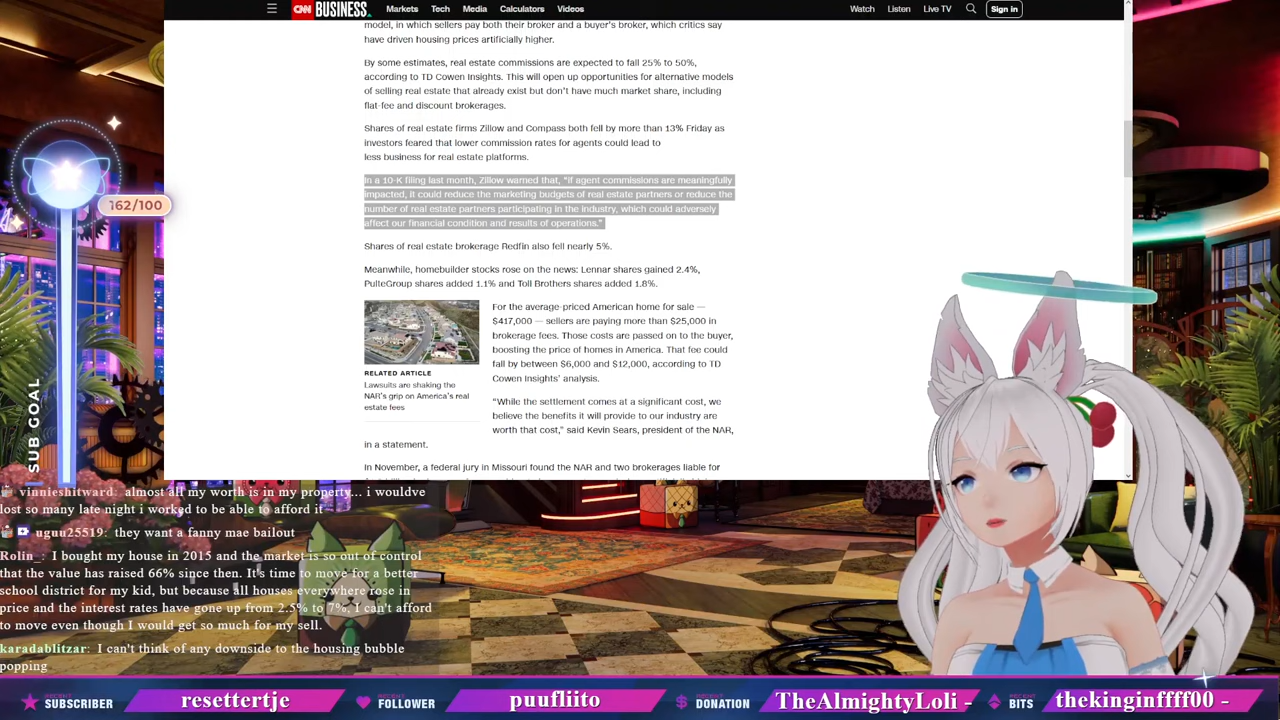 CNN BUSINESS Markets Tech Media Calculators Videos Watch Listen Live TV Sign in
model, in which sellers pay both their broker and a buyer's broker, which critics say
have driven housing prices artificially higher.
By some estimates, real estate commissions are expected to fall 25% to 50%,
according to TD Cowen Insights. This will open up opportunities for alternative models
of selling real estate that already exist but don't have much market share, including
flat-fee and discount brokerages.
Shares of real estate firms Zillow and Compass both fell by more than 13% Friday as
investors feared that lower commission rates for agents could lead to
less business for real estate platforms.
In a 10-K filing last month, Zillow warned that, "if agent commissions are meaningfully
impacted, it could reduce the marketing budgets of real estate partners or reduce the
number of real estate partners participating in the industry, which could adversely
affect our financial condition and results of operations."
Shares of real estate brokerage Redfin also fell nearly 5%.
Meanwhile, homebuilder stocks rose on the news: Lennar shares gained 2.4%,
PulteGroup shares added 1.1% and Toll Brothers shares added 1.8%.
For the average-priced American home for sale —
$417,000 — sellers are paying more than $25,000 in
brokerage fees. Those costs are passed on to the buyer,
boosting the price of homes in America. That fee could
fall by between $6,000 and $12,000, according to TD
Cowen Insights' analysis.
RELATED ARTICLE
Lawsuits are shaking the
NAR's grip on America's real
estate fees
"While the settlement comes at a significant cost, we
believe the benefits it will provide to our industry are
worth that cost," said Kevin Sears, president of the NAR,
in a statement.
In November, a federal jury in Missouri found the NAR and two brokerages liable for
162/100
SUB GOAL
vinnieshitward: almost all my worth is in my property... i wouldve
lost so many late night i worked to be able to afford it
uguu25519: they want a fanny mae bailout
Rolin_: I bought my house in 2015 and the market is so out of control
that the value has raised 66% since then. It's time to move for a better
school district for my kid, but because all houses everywhere rose in
price and the interest rates have gone up from 2.5% to 7%, I can't afford
to move even though I would get so much for my sell.
karadablitzar: I can't think of any downside to the housing bubble
popping
RECENT SUBSCRIBER resettertje RECENT FOLLOWER puufliito RECENT DONATION TheAlmightyLoli - RECENT BITS thekinginffff00 -